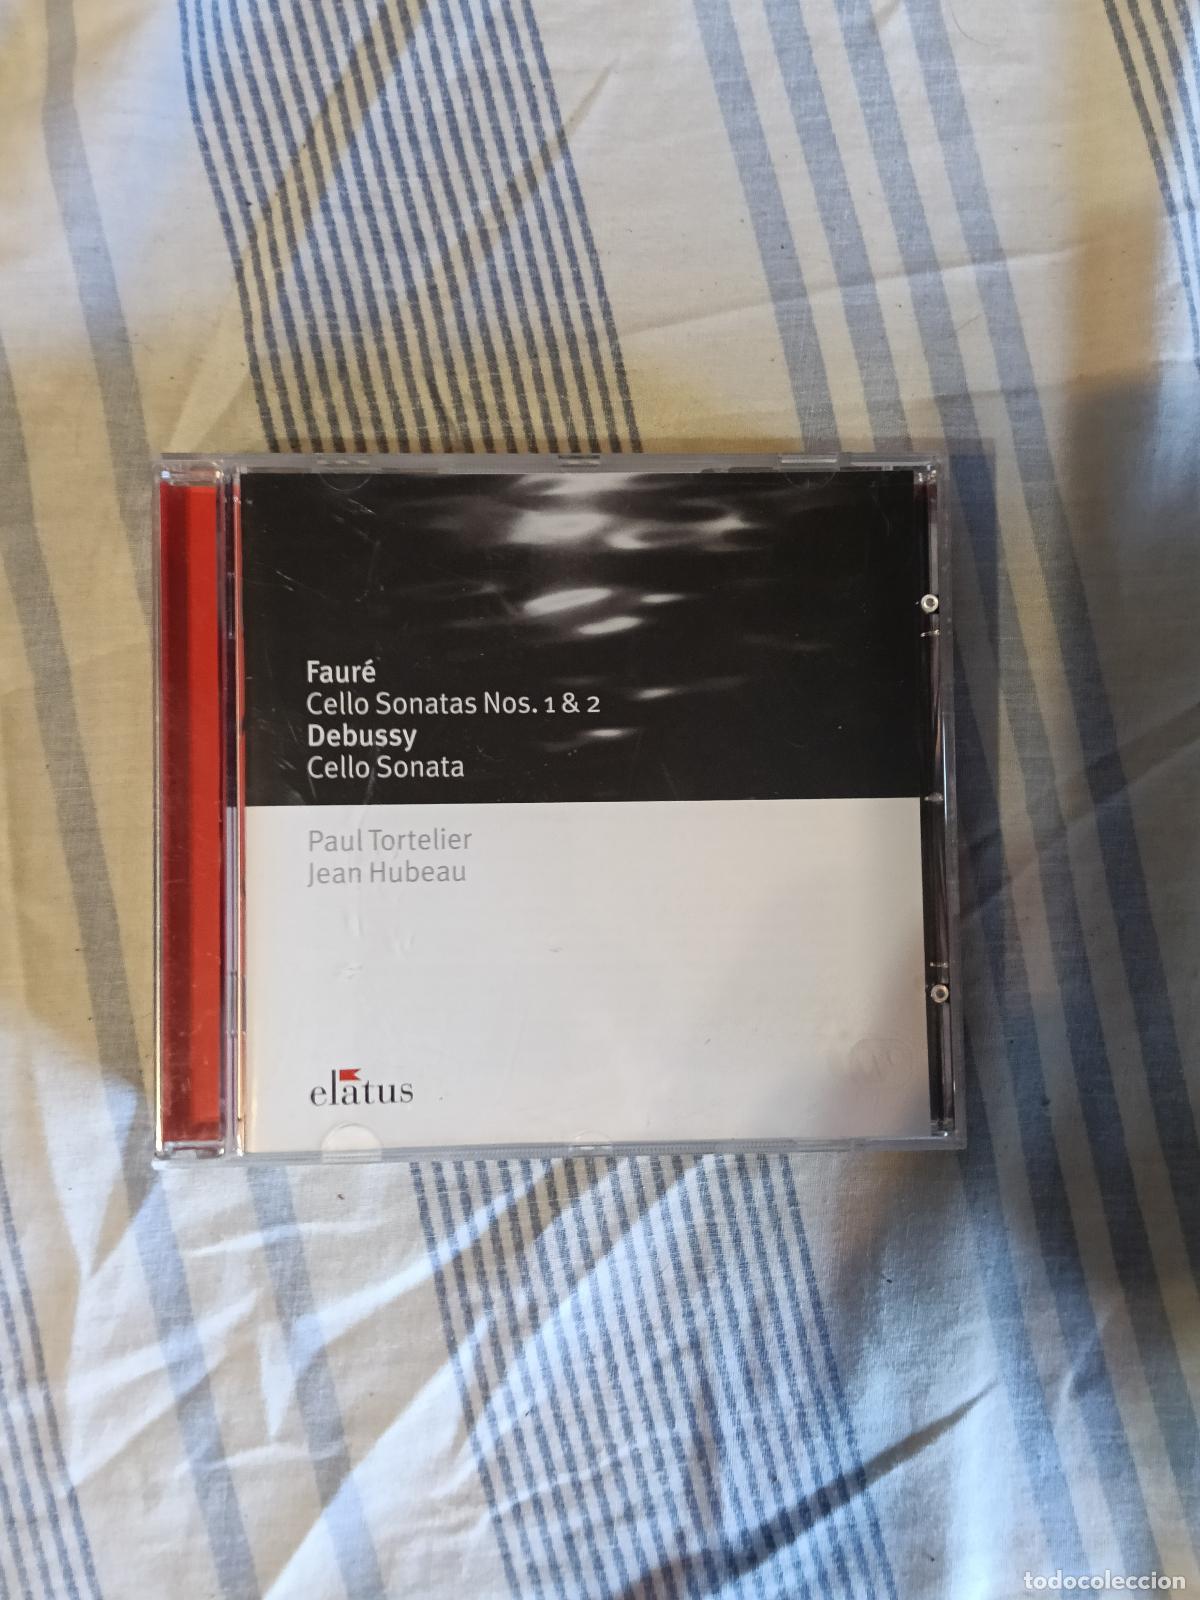 Fauré
Cello Sonatas Nos. 1 & 2
Debussy
Cello Sonata
Paul Tortelier
Jean Hubeau
elatus
todocoleccion